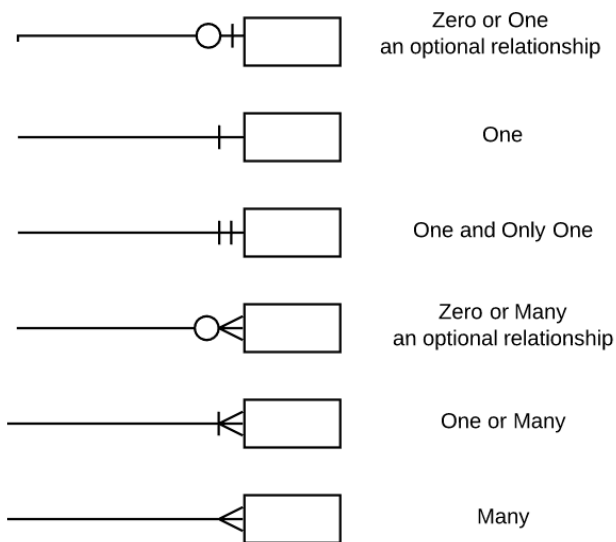 Zero or One
an optional relationship
One
One and Only One
Zero or Many
an optional relationship
One or Many
Many